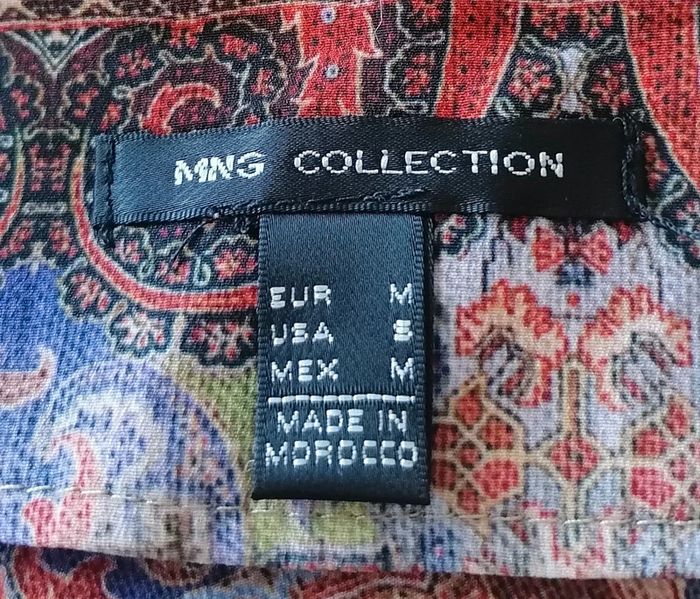 MNG COLLECTION
EUR M
USA S
MEX M
MADE IN
MOROCCO